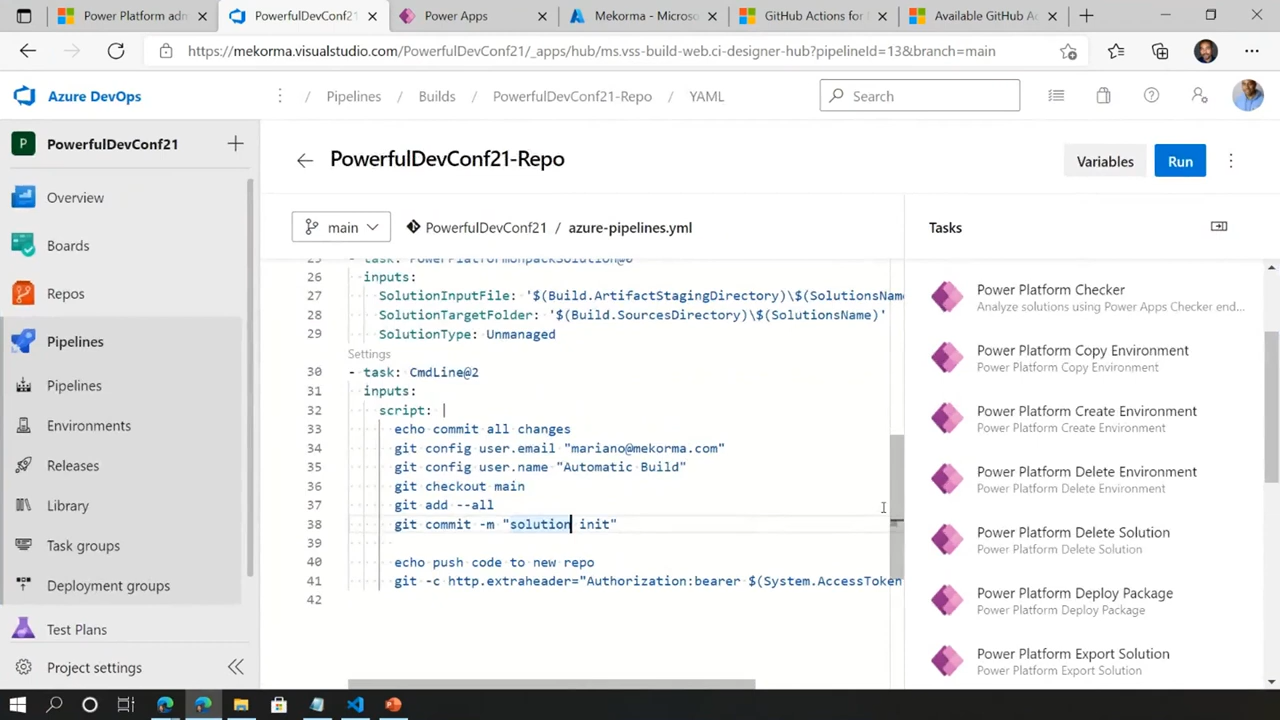 Power Platform adm
PowerfulDevConf21
Power Apps
Mekorma - Microso
GitHub Actions for
Available GitHub A
https://mekorma.visualstudio.com/PowerfulDevConf21/_apps/hub/ms.vss-build-web.ci-designer-hub?pipelineId=13&branch=main
Azure DevOps
/ Pipelines / Builds / PowerfulDevConf21-Repo / YAML
Search
P PowerfulDevConf21
PowerfulDevConf21-Repo
Variables
Run
Overview
Boards
Repos
Pipelines
Pipelines
Environments
Releases
Library
Task groups
Deployment groups
Test Plans
Project settings
main
PowerfulDevConf21 / azure-pipelines.yml
25 - task: PowerPlatformUnpackSolution@0
26 inputs:
27 SolutionInputFile: '$(Build.ArtifactStagingDirectory)\$(SolutionsName
28 SolutionTargetFolder: '$(Build.SourcesDirectory)\$(SolutionsName)'
29 SolutionType: Unmanaged
Settings
30 - task: CmdLine@2
31 inputs:
32 script: |
33 echo commit all changes
34 git config user.email "mariano@mekorma.com"
35 git config user.name "Automatic Build"
36 git checkout main
37 git add --all
38 git commit -m "solution init"
39
40 echo push code to new repo
41 git -c http.extraheader="Authorization:bearer $(System.AccessToken
42
Tasks
Power Platform Checker
Analyze solutions using Power Apps Checker end...
Power Platform Copy Environment
Power Platform Copy Environment
Power Platform Create Environment
Power Platform Create Environment
Power Platform Delete Environment
Power Platform Delete Environment
Power Platform Delete Solution
Power Platform Delete Solution
Power Platform Deploy Package
Power Platform Deploy Package
Power Platform Export Solution
Power Platform Export Solution